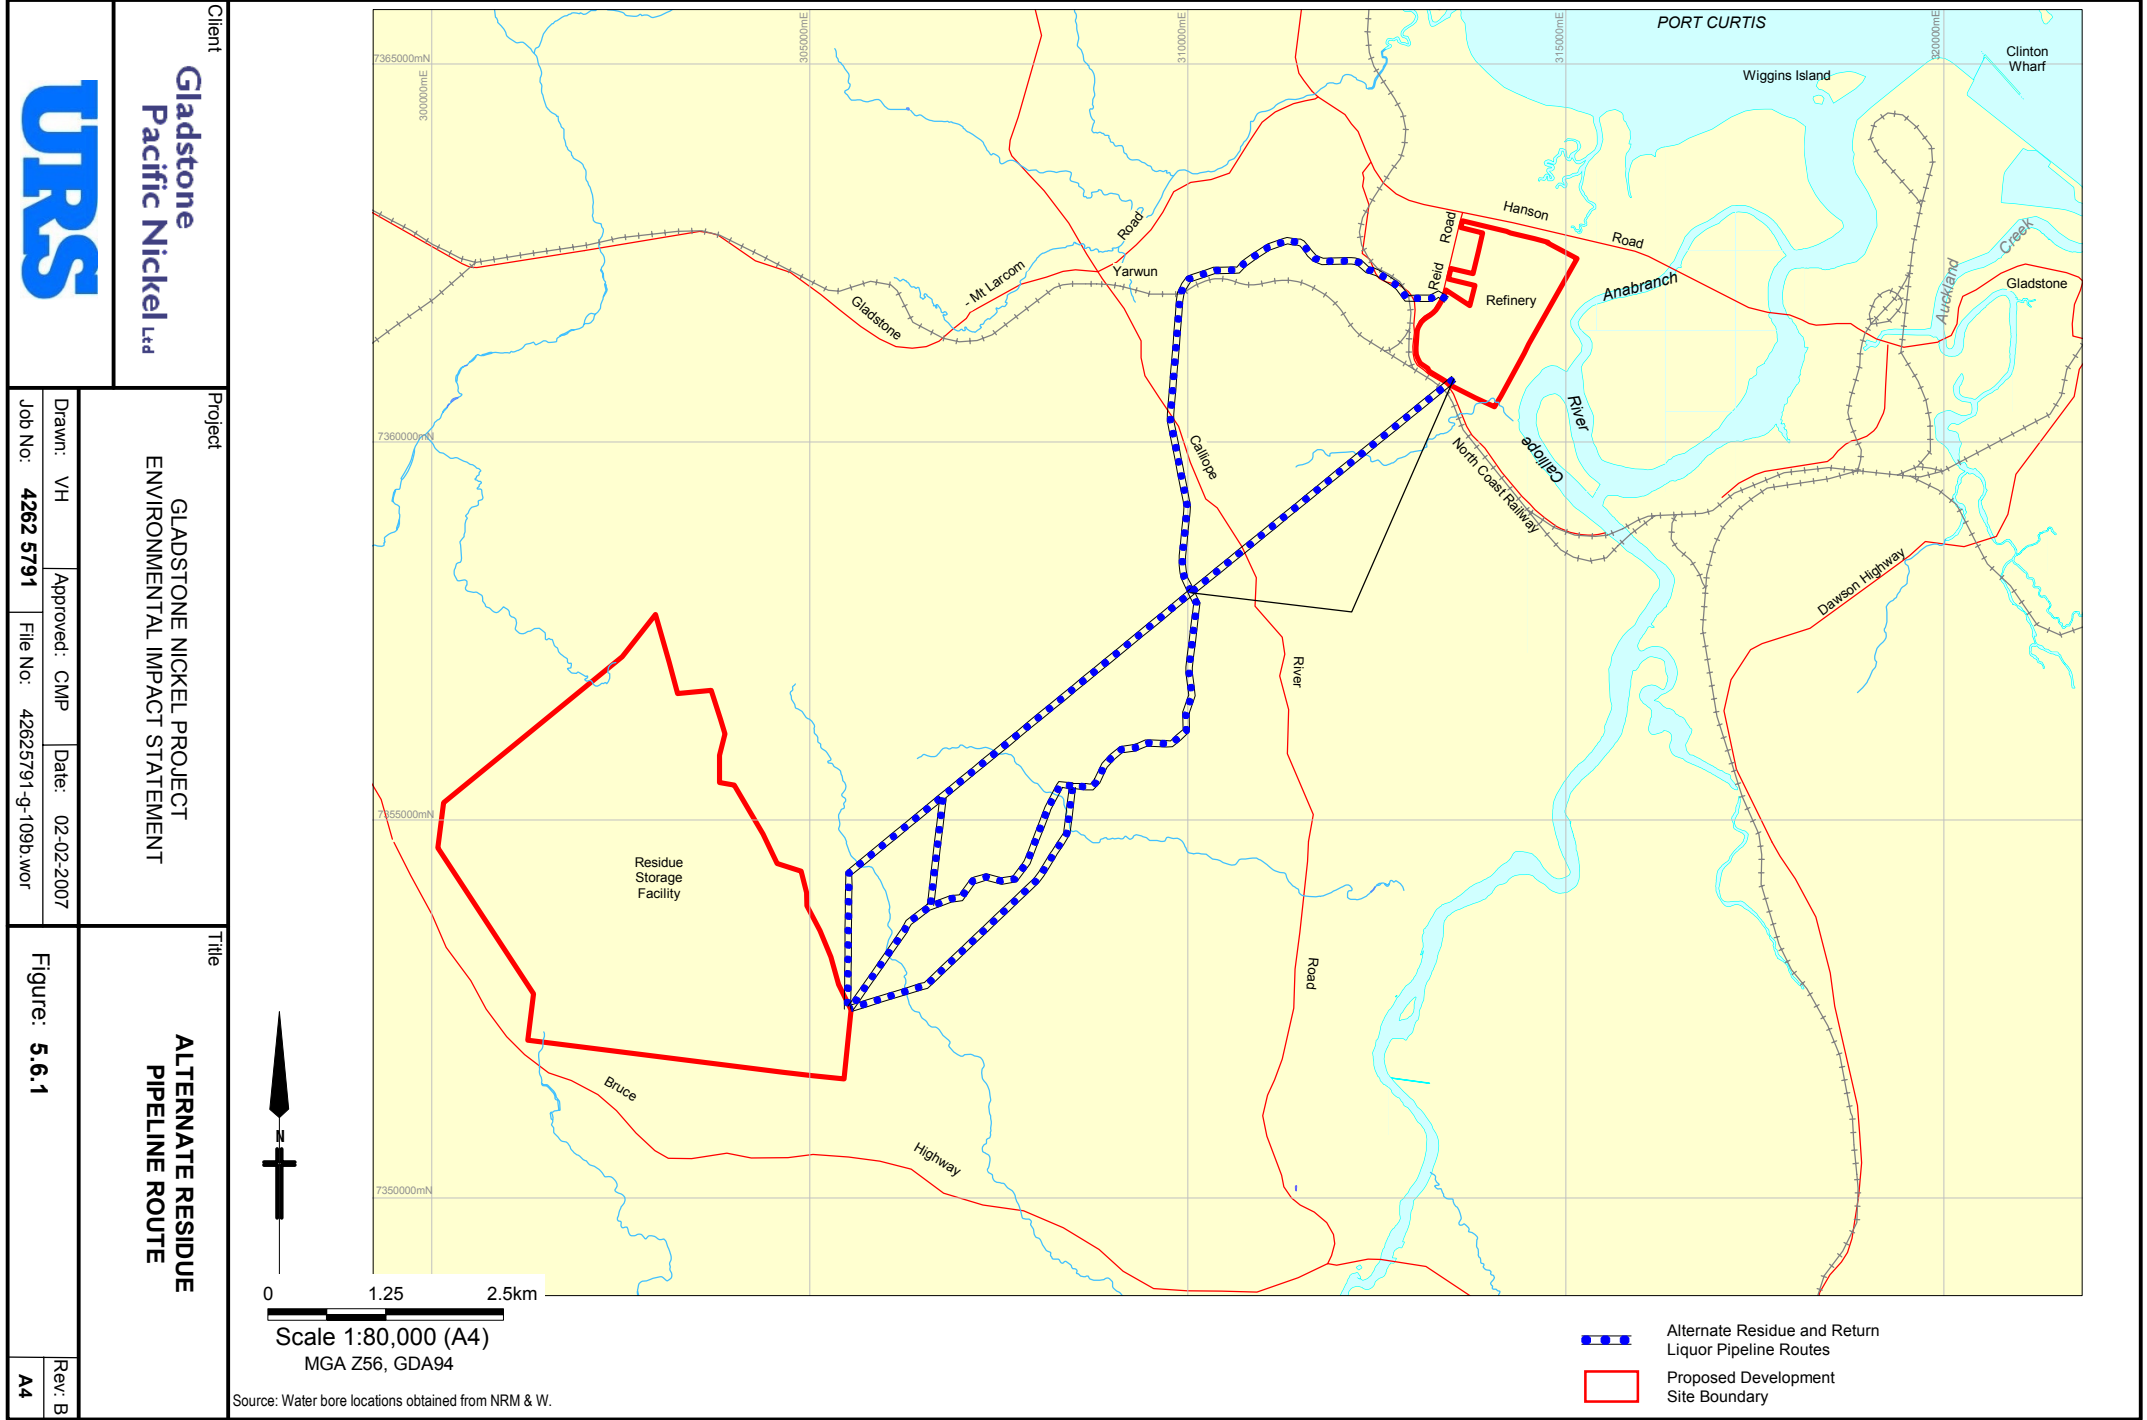 Client
Gladstone
Pacific Nickel Ltd
URS
Project
GLADSTONE NICKEL PROJECT
ENVIRONMENTAL IMPACT STATEMENT
Drawn: VH
Approved: CMP
Date: 02-02-2007
Job No: 4262 5791
File No: 42625791-g-109b.wor
Title
ALTERNATE RESIDUE
PIPELINE ROUTE
Figure: 5.6.1
Rev: B
A4
7365000mN
7360000mN
7355000mN
7350000mN
300000mE
305000mE
310000mE
315000mE
320000mE
PORT CURTIS
Clinton
Wharf
Wiggins Island
Hanson
Road
Road
Reid
Refinery
Anabranch
Auckland
Creek
Gladstone
Road
Yarwun
- Mt Larcom
Gladstone
Calliope
River
Calliope
North Coast Railway
Dawson Highway
River
Road
Residue
Storage
Facility
Bruce
Highway
N
0 1.25 2.5km
Scale 1:80,000 (A4)
MGA Z56, GDA94
Source: Water bore locations obtained from NRM & W.
Alternate Residue and Return
Liquor Pipeline Routes
Proposed Development
Site Boundary